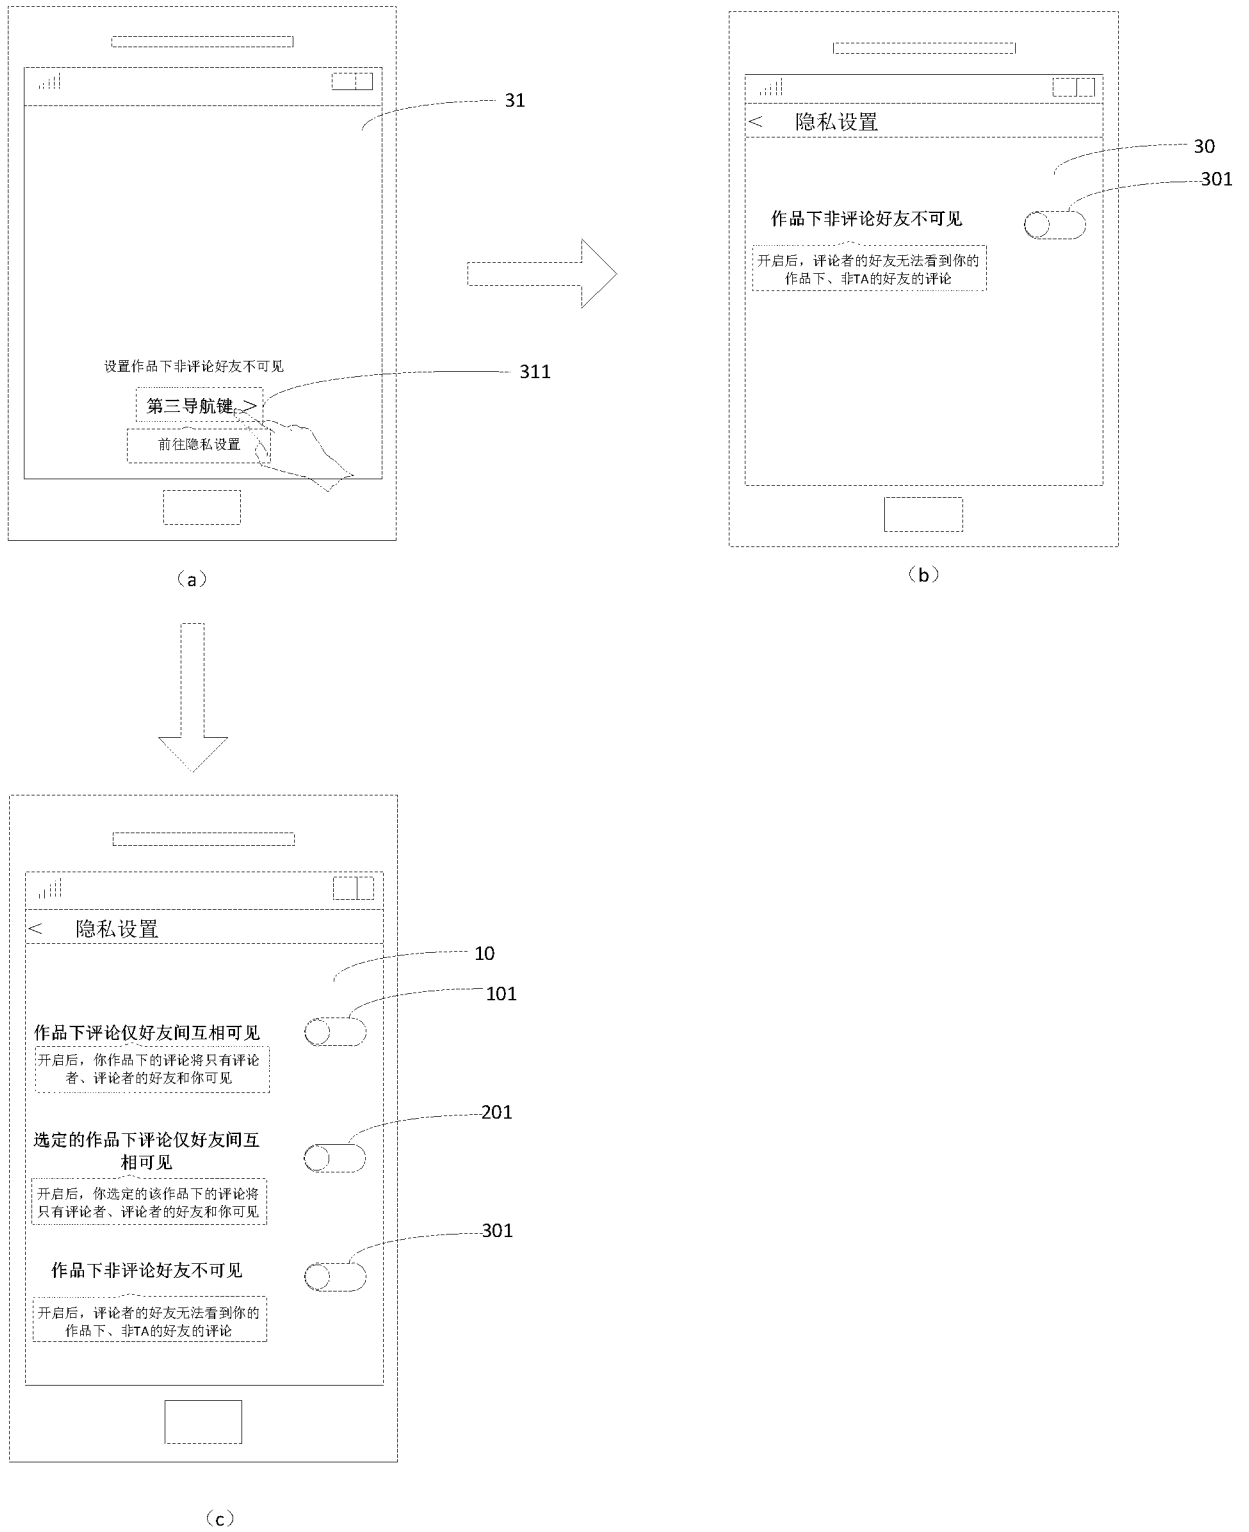 31
设置作品下非评论好友不可见
311
第三导航键 >
前往隐私设置
（a）
< 隐私设置
30
301
作品下非评论好友不可见
开启后，评论者的好友无法看到你的
作品下、非TA的好友的评论
（b）
< 隐私设置
10
101
作品下评论仅好友间互相可见
开启后，你作品下的评论将只有评论
者、评论者的好友和你可见
201
选定的作品下评论仅好友间互
相可见
开启后，你选定的该作品下的评论将
只有评论者、评论者的好友和你可见
301
作品下非评论好友不可见
开启后，评论者的好友无法看到你的
作品下、非TA的好友的评论
（c）